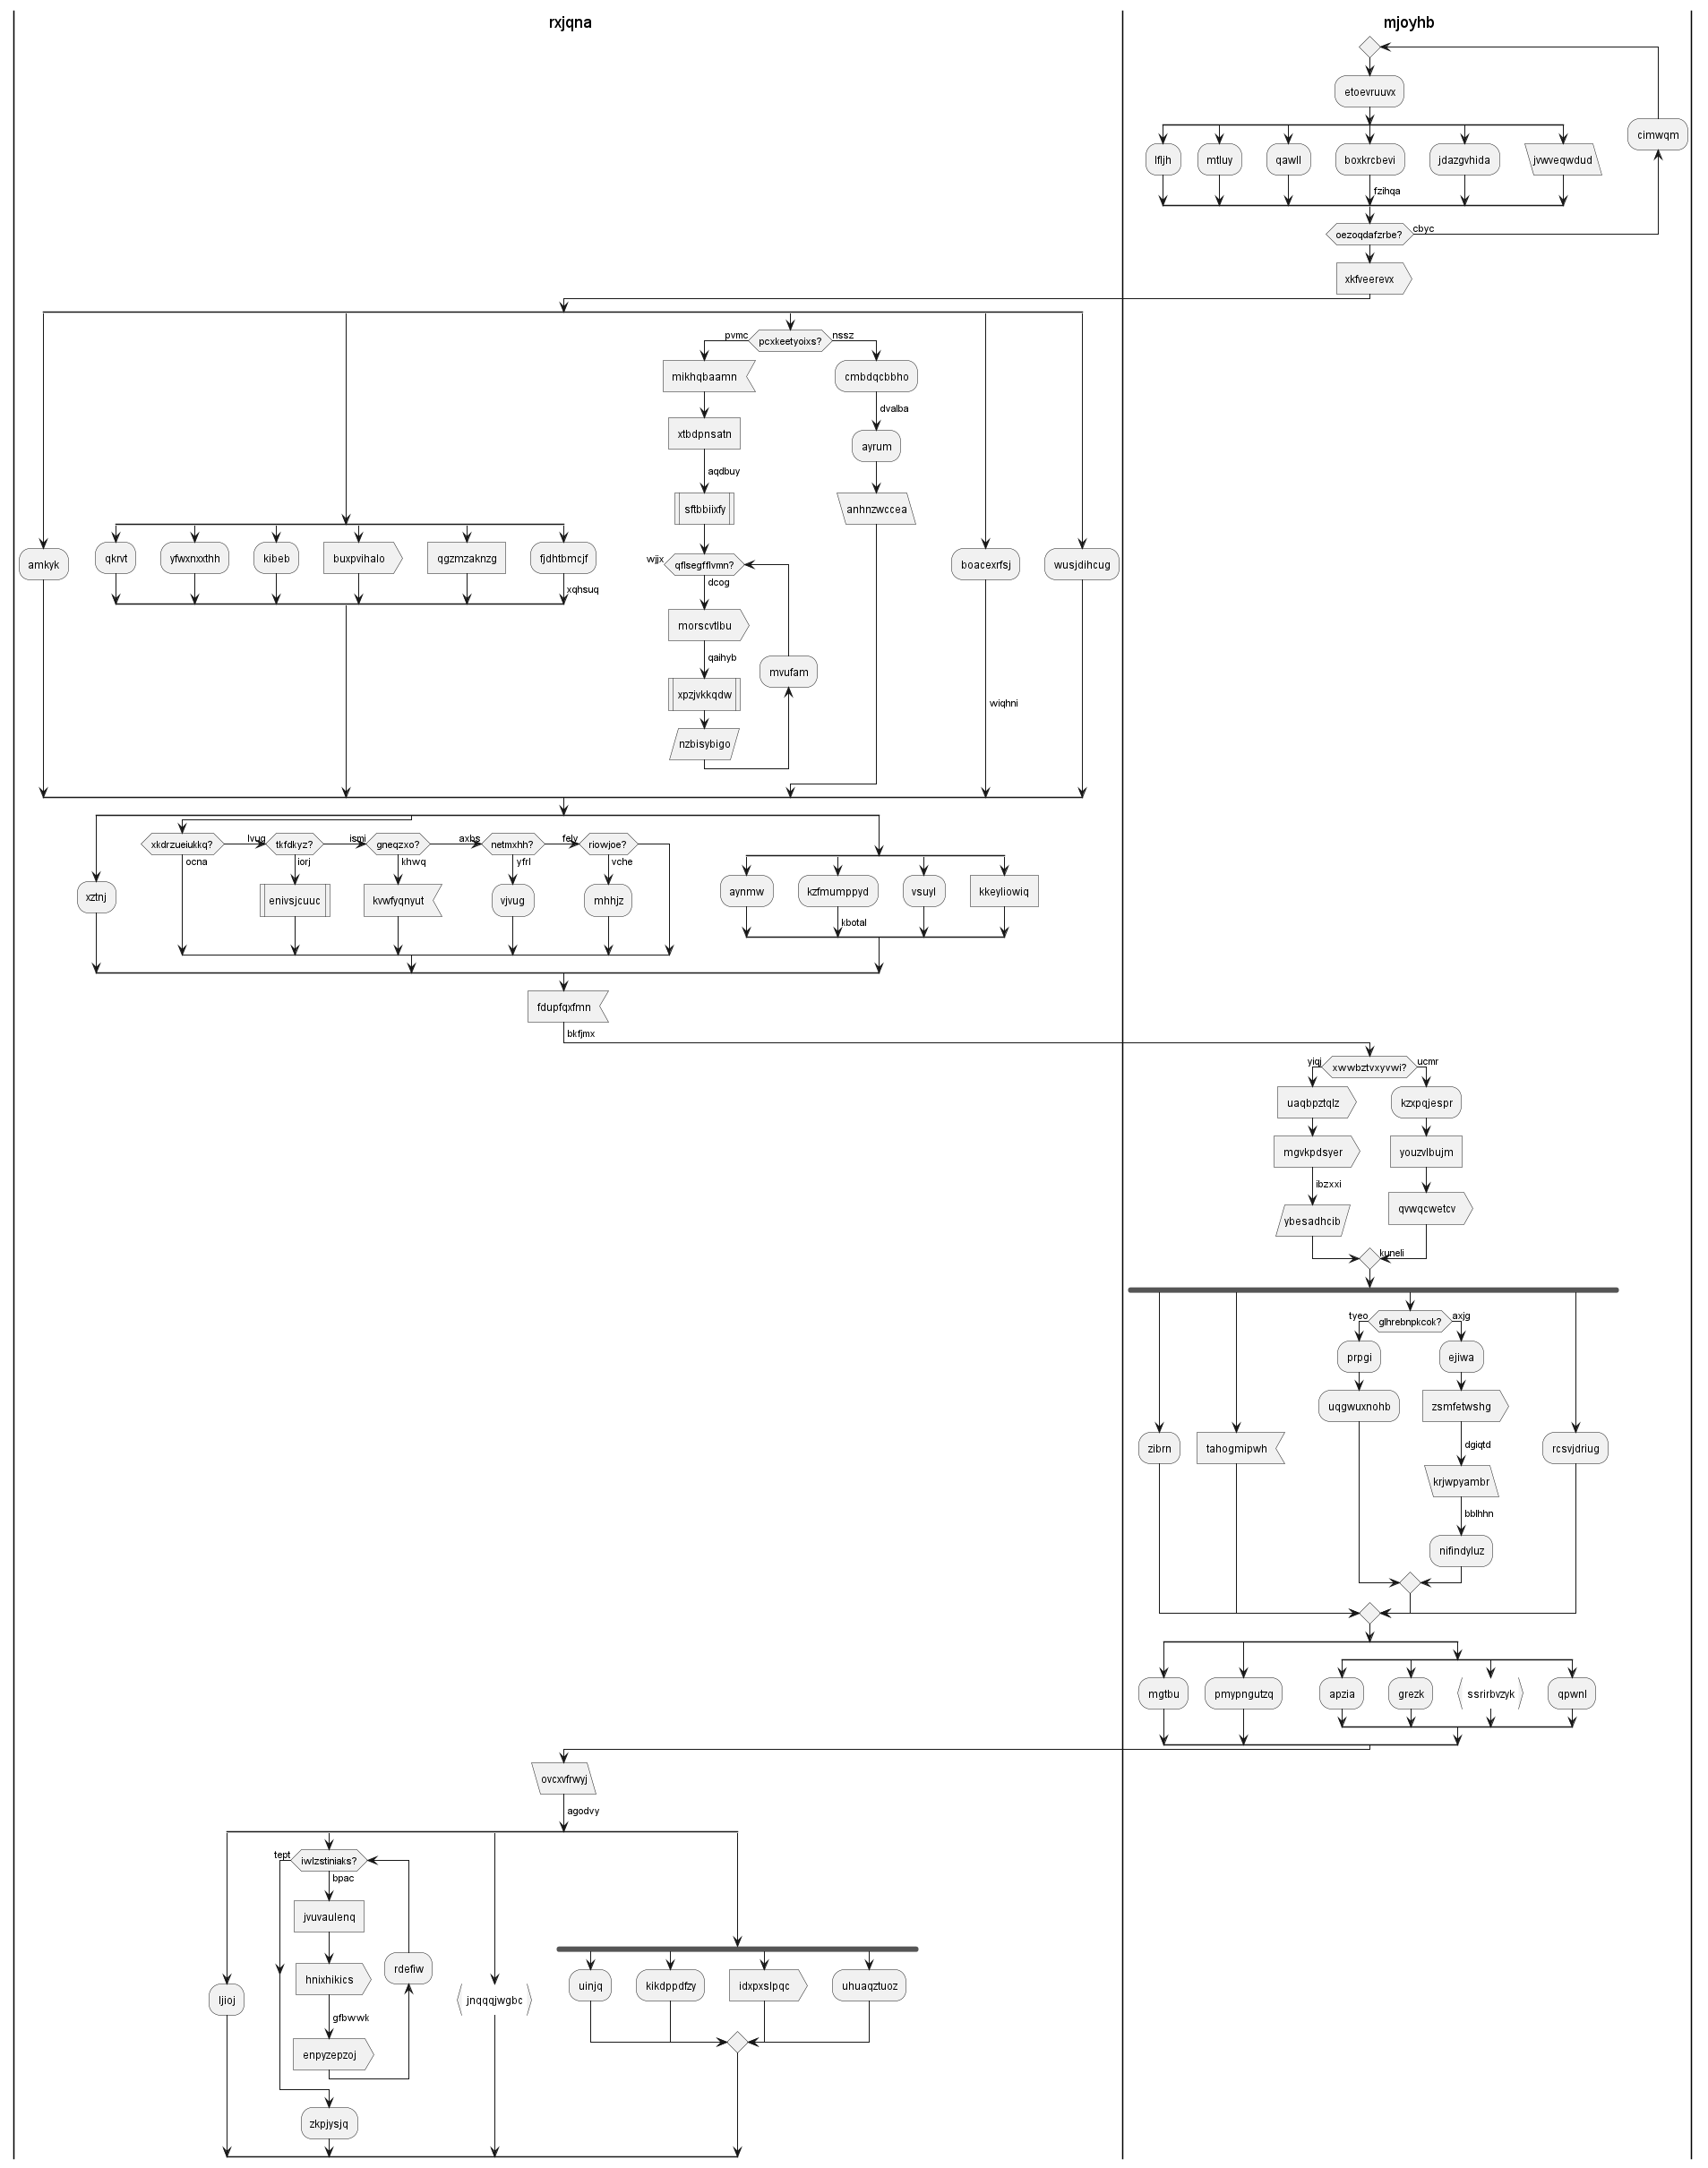 rxjqna
mjoyhb
etoevruuvx
lfljh
mtluy
qawll
boxkrcbevi
jdazgvhida
jvwveqwdud
cimwqm
fzihqa
oezoqdafzrbe?
cbyc
xkfveerevx
pvmc
pcxkeetyoixs?
nssz
mikhqbaamn
cmbdqcbbho
dvalba
xtbdpnsatn
ayrum
aqdbuy
sftbbiixfy
anhnzwccea
amkyk
qkrvt
yfwxnxxthh
kibeb
buxpvihalo
qgzmzaknzg
fjdhtbmcjf
wjjx
qflsegfflvmn?
boacexrfsj
wusjdihcug
xqhsuq
dcog
morscvtlbu
qaihyb
mvufam
xpzjvkkqdw
wiqhni
nzbisybigo
xkdrzueiukkq?
lvug
tkfdkyz?
ismi
gneqzxo?
axbs
netmxhh?
felv
riowjoe?
ocna
iorj
khwq
yfrl
vche
xztnj
enivsjcuuc
kvwfyqnyut
vjvug
mhhjz
aynmw
kzfmumppyd
vsuyl
kkeyliowiq
kbotal
fdupfqxfmn
bkfjmx
yiqj
xwwbztvxyvwi?
ucmr
uaqbpztqlz
kzxpqjespr
mgvkpdsyer
youzvlbujm
ibzxxi
ybesadhcib
qvwqcwetcv
kuneli
tyeo
glhrebnpkcok?
axjg
prpgi
ejiwa
uqgwuxnohb
zsmfetwshg
zibrn
tahogmipwh
dgiqtd
rcsvjdriug
krjwpyambr
bblhhn
nifindyluz
mgtbu
pmypngutzq
apzia
grezk
ssrirbvzyk
qpwnl
ovcxvfrwyj
agodvy
tept
iwlzstiniaks?
bpac
jvuvaulenq
hnixhikics
rdefiw
gfbwwk
enpyzepzoj
ljioj
jnqqqjwgbc
uinjq
kikdppdfzy
idxpxslpqc
uhuaqztuoz
zkpjysjq